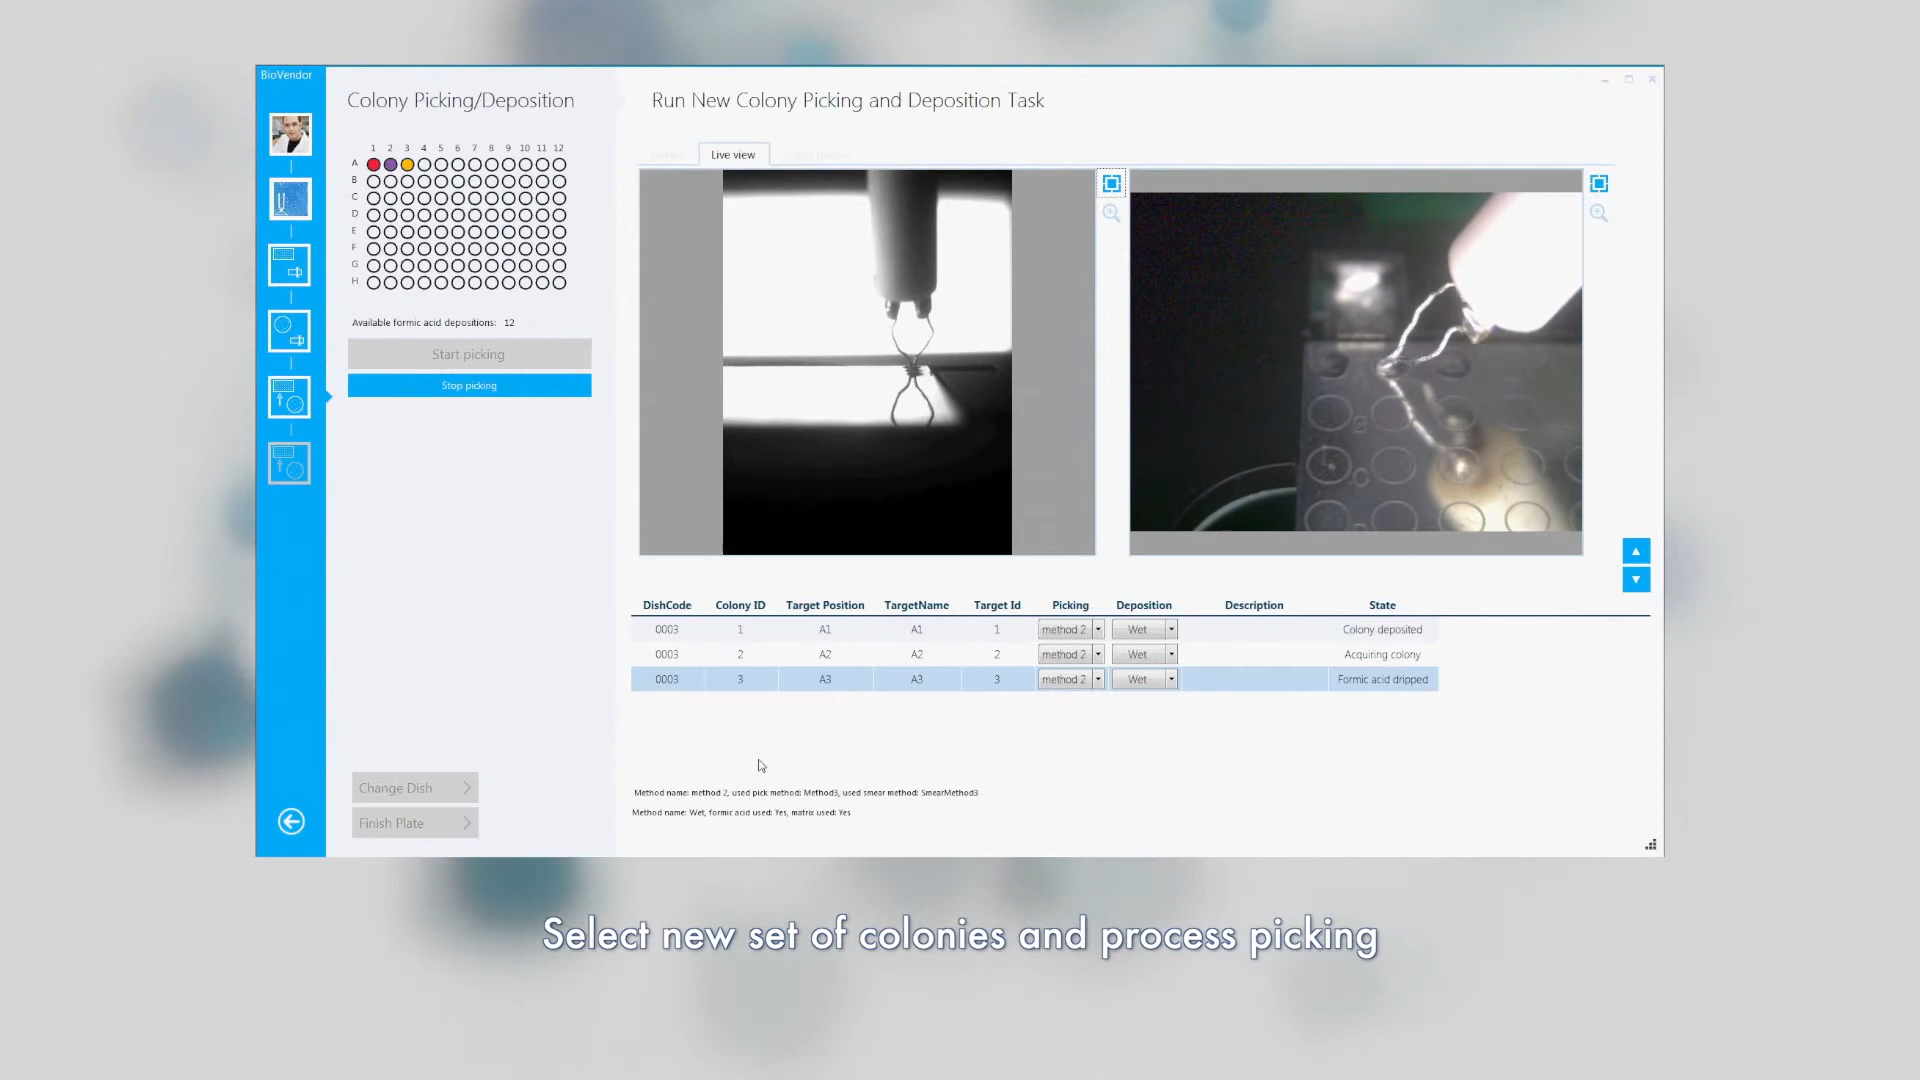 BioVendor
Colony Picking/Deposition
1 2 3 4 5 6 7 8 9 10 11 12
A
B
C
D
E
F
G
H
Available formic acid depositions: 12
Start picking
Stop picking
Change Dish
Finish Plate
Run New Colony Picking and Deposition Task
Live view
DishCode Colony ID Target Position TargetName Target Id Picking Deposition Description State
0003 1 A1 A1 1 method 2 Wet Colony deposited
0003 2 A2 A2 2 method 2 Wet Acquiring colony
0003 3 A3 A3 3 method 2 Wet Formic acid dripped
Method name: method 2, used pick method: Method3, used smear method: SmearMethod3
Method name: Wet, formic acid used: Yes, matrix used: Yes
Select new set of colonies and process picking